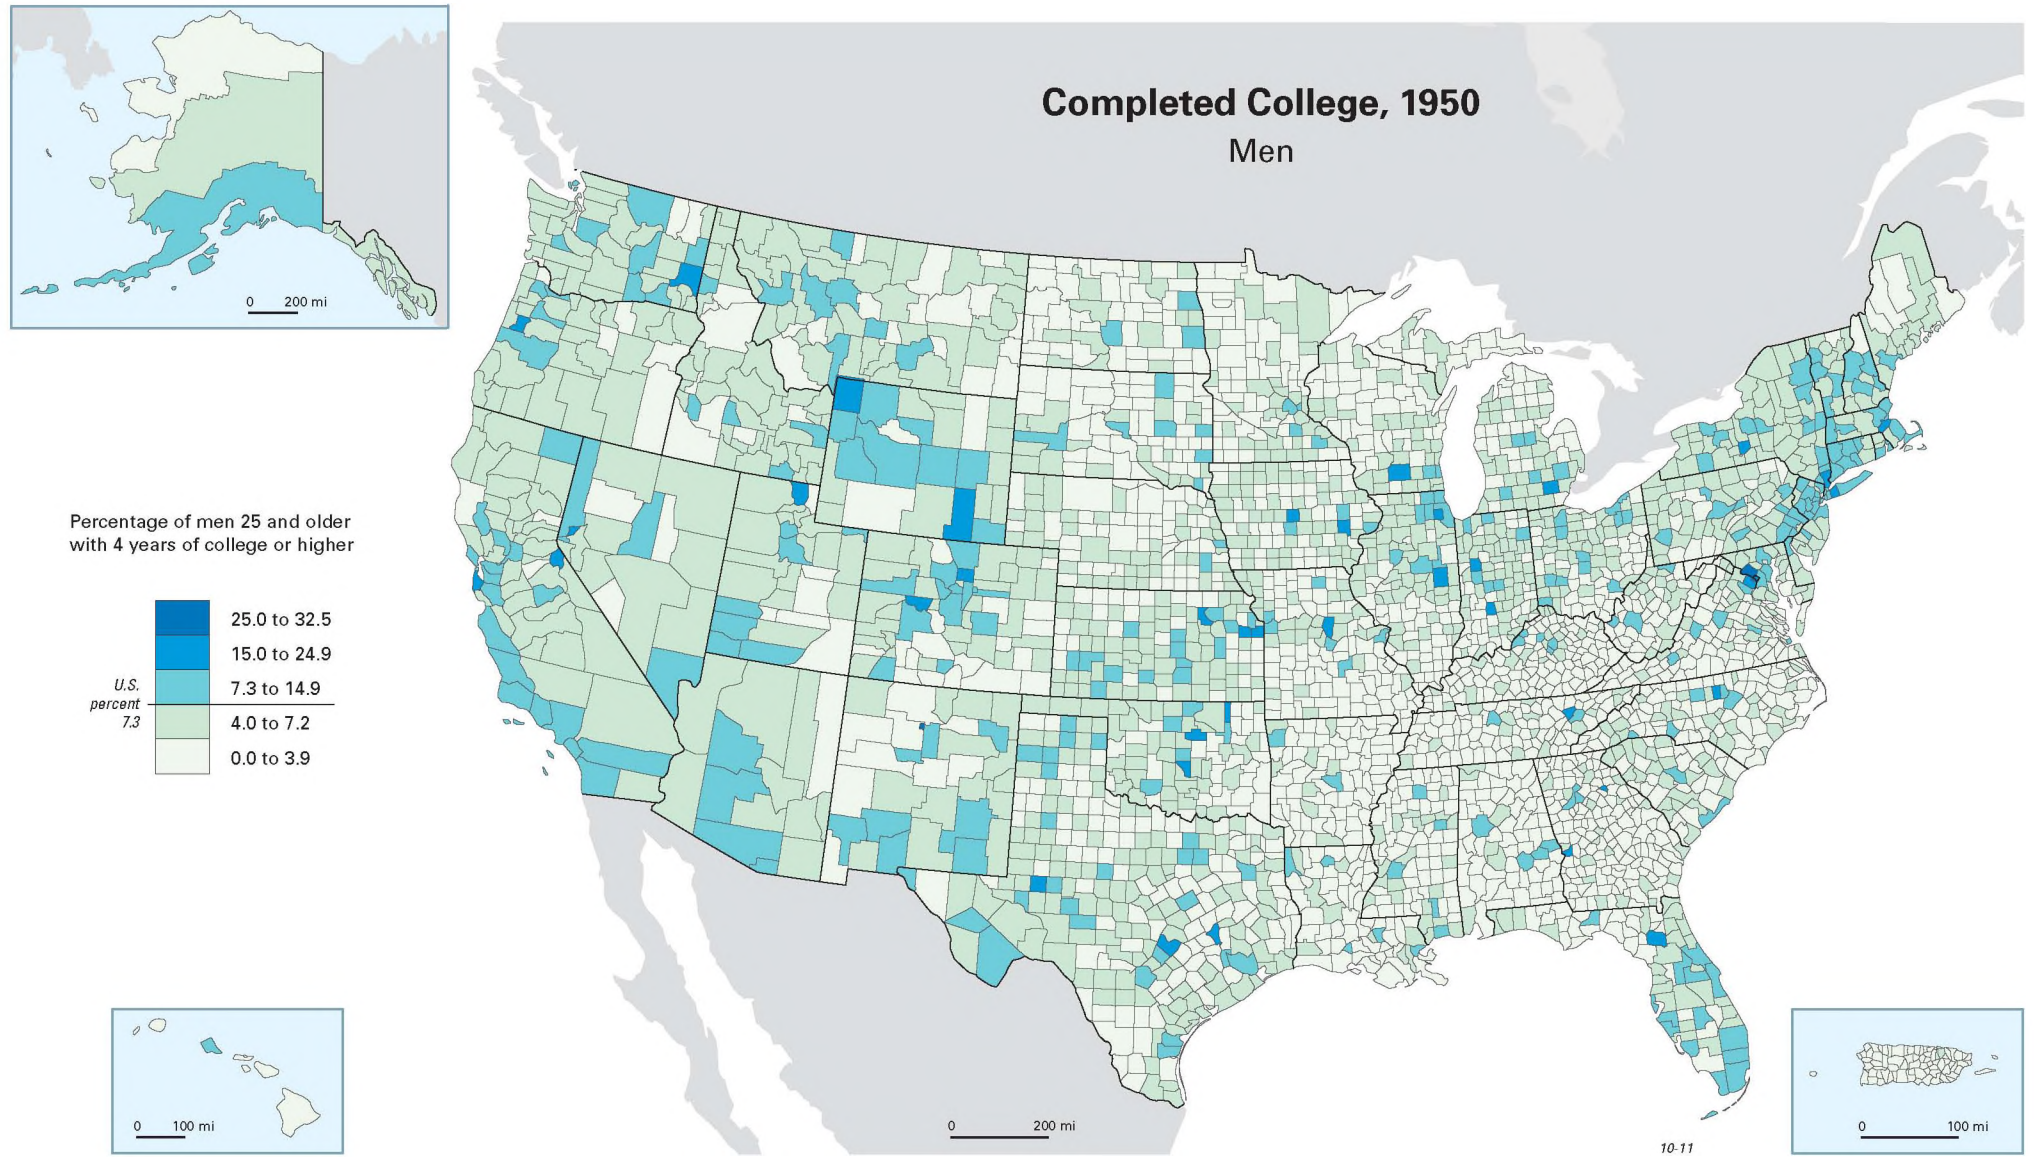 Completed College, 1950
Men
0 200 mi
Percentage of men 25 and older
with 4 years of college or higher
25.0 to 32.5
15.0 to 24.9
7.3 to 14.9
4.0 to 7.2
0.0 to 3.9
U.S.
percent
7.3
0 100 mi
0 200 mi
0 100 mi
10-11